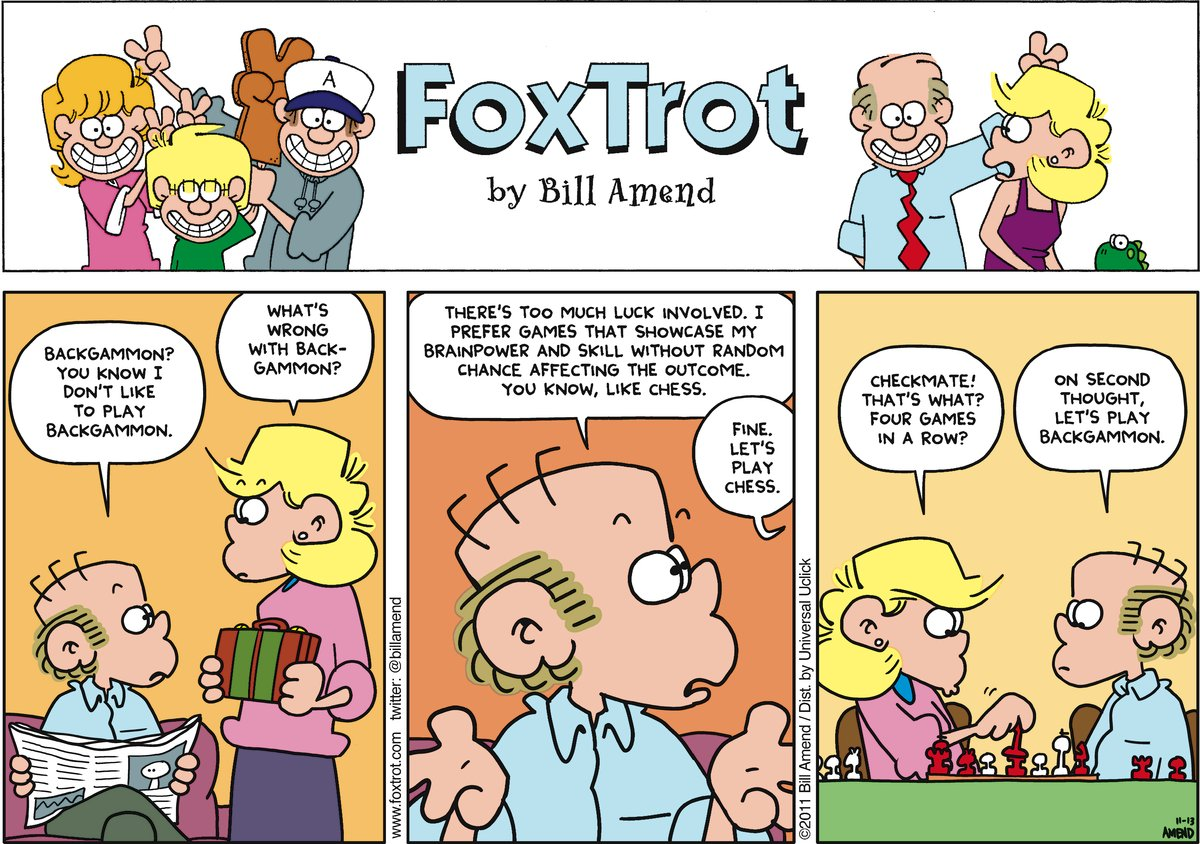 A
FoxTrot
by Bill Amend
BACKGAMMON?
YOU KNOW I
DON'T LIKE
TO PLAY
BACKGAMMON.
WHAT'S
WRONG
WITH BACK-
GAMMON?
www.foxtrot.com twitter: @billamend
THERE'S TOO MUCH LUCK INVOLVED. I
PREFER GAMES THAT SHOWCASE MY
BRAINPOWER AND SKILL WITHOUT RANDOM
CHANCE AFFECTING THE OUTCOME.
YOU KNOW, LIKE CHESS.
FINE.
LET'S
PLAY
CHESS.
©2011 Bill Amend / Dist. by Universal Uclick
CHECKMATE!
THAT'S WHAT?
FOUR GAMES
IN A ROW?
ON SECOND
THOUGHT,
LET'S PLAY
BACKGAMMON.
11-13
AMEND